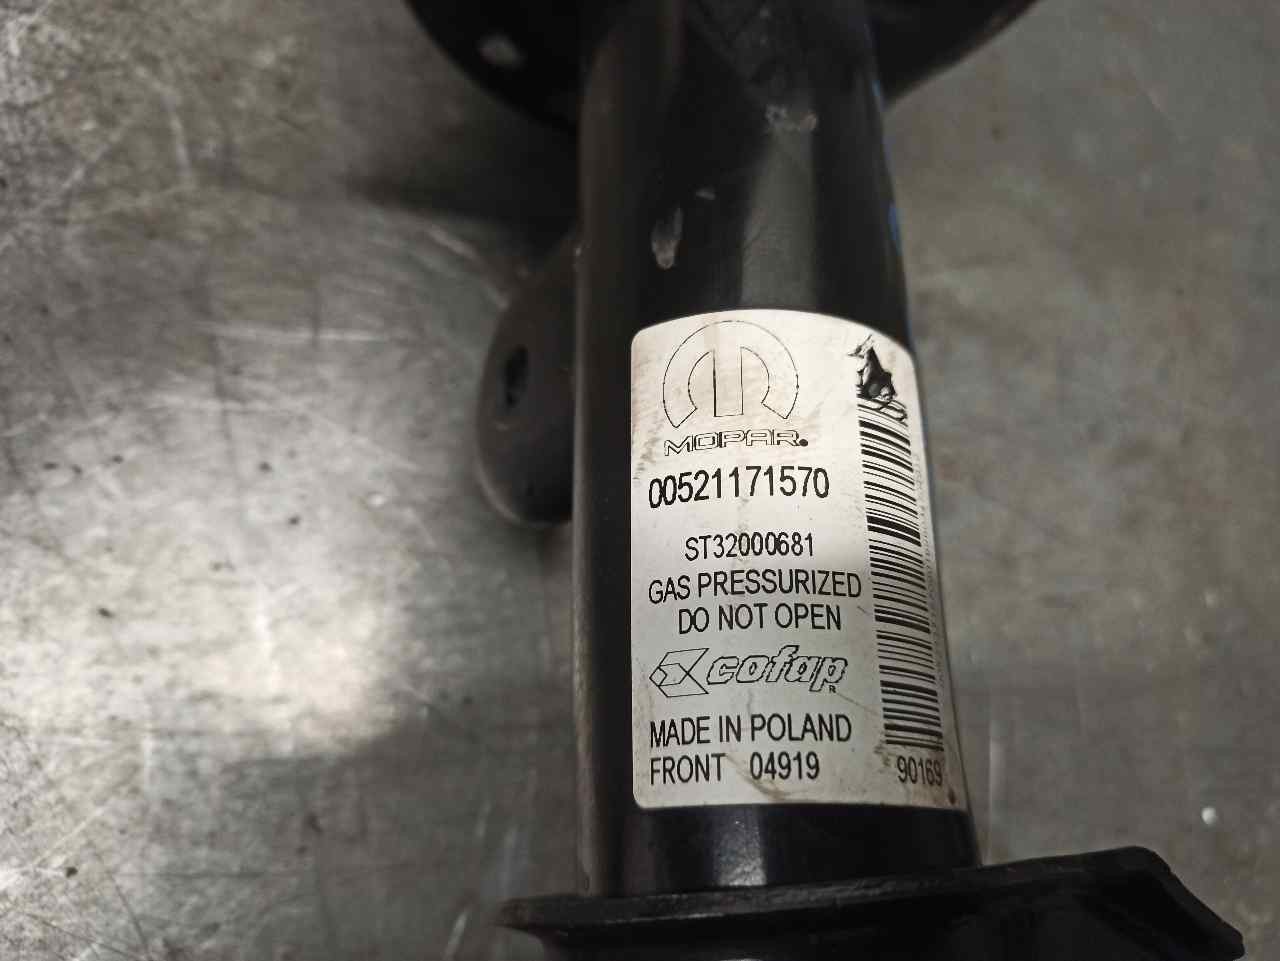 MOPAR
00521171570
ST32000681
GAS PRESSURIZED
DO NOT OPEN
cofap
MADE IN POLAND
FRONT 04919
90169